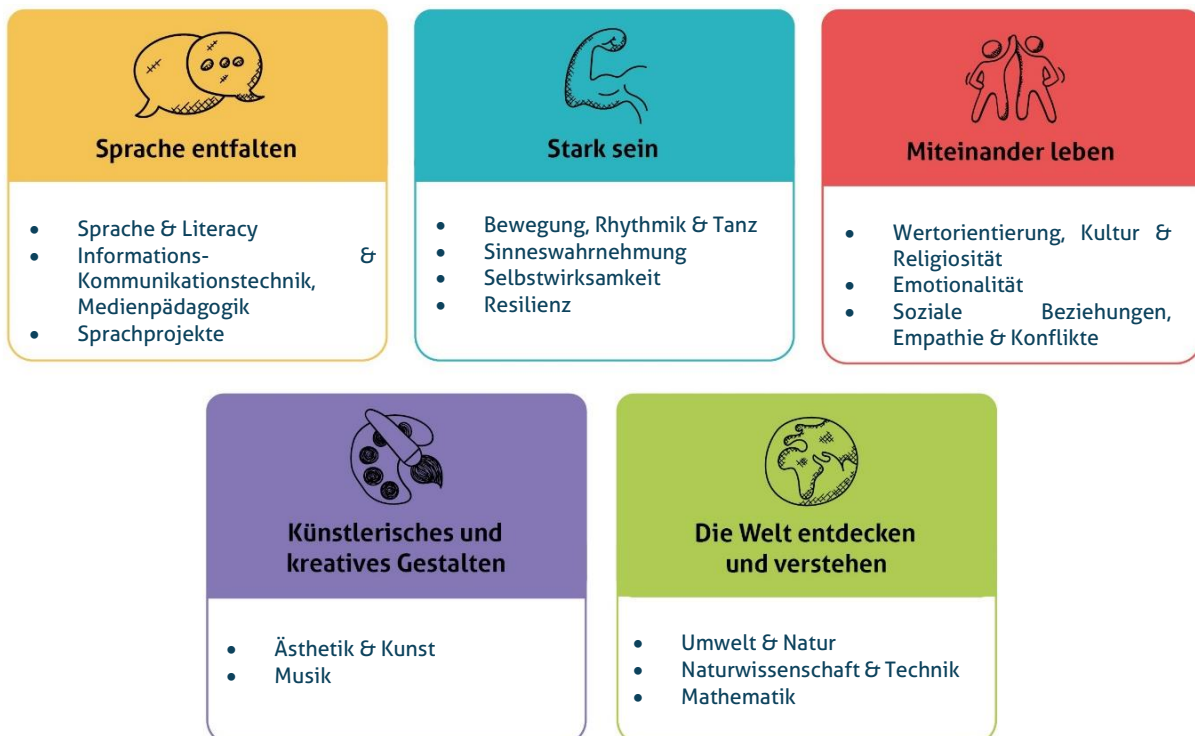 Sprache entfalten
• Sprache & Literacy
• Informations- &
Kommunikationstechnik,
Medienpädagogik
• Sprachprojekte
Stark sein
• Bewegung, Rhythmik & Tanz
• Sinneswahrnehmung
• Selbstwirksamkeit
• Resilienz
Miteinander leben
• Wertorientierung, Kultur &
Religiosität
• Emotionalität
• Soziale Beziehungen,
Empathie & Konflikte
Künstlerisches und
kreatives Gestalten
• Ästhetik & Kunst
• Musik
Die Welt entdecken
und verstehen
• Umwelt & Natur
• Naturwissenschaft & Technik
• Mathematik